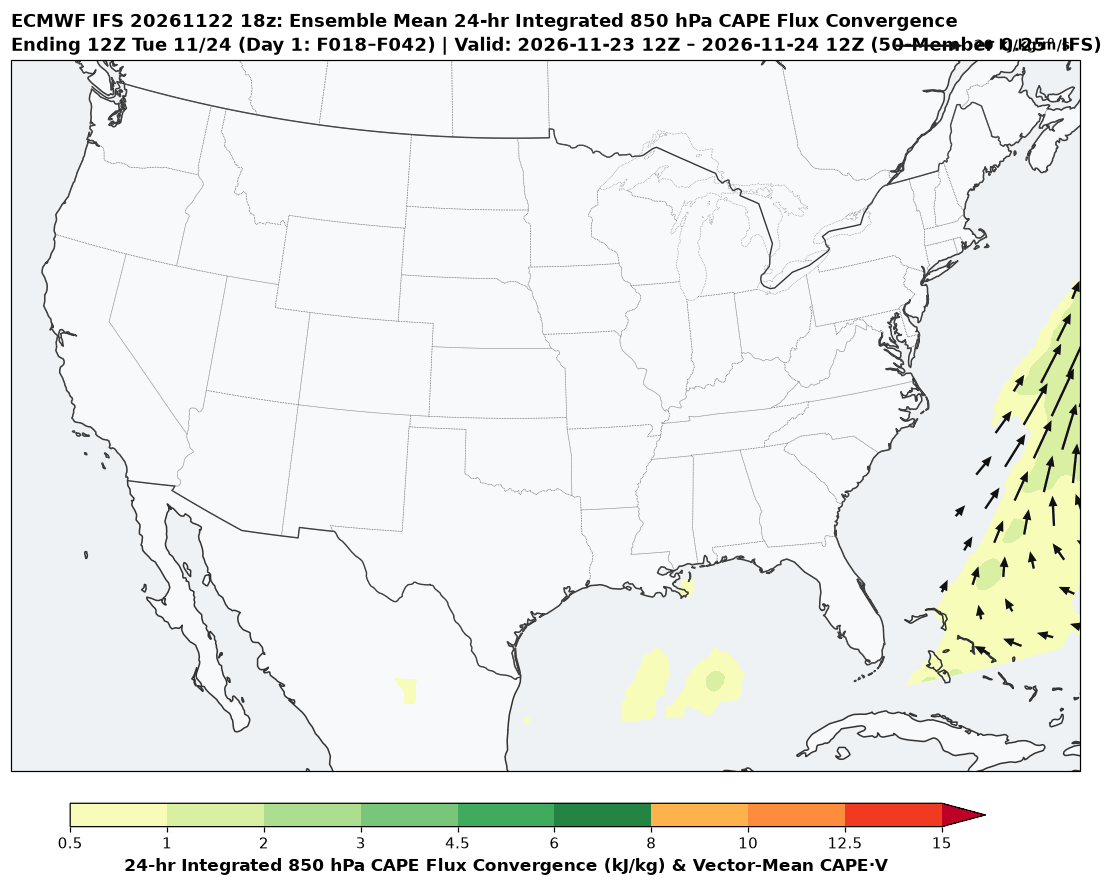 ECMWF IFS 20261122 18z: Ensemble Mean 24-hr Integrated 850 hPa CAPE Flux Convergence
Ending 12Z Tue 11/24 (Day 1: F018–F042) | Valid: 2026-11-23 12Z – 2026-11-24 12Z (50-Member 0.25° IFS)
0.5 1 2 3 4.5 6 8 10 12.5 15
24-hr Integrated 850 hPa CAPE Flux Convergence (kJ/kg) & Vector-Mean CAPE·V